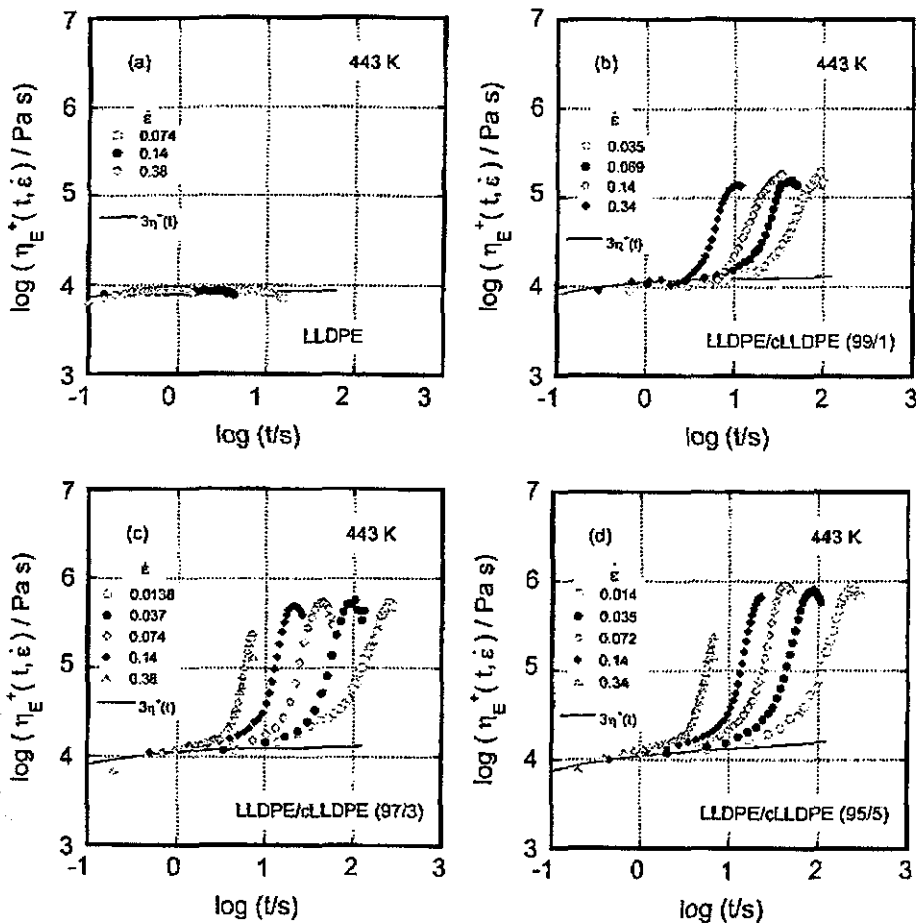 log ( η_E⁺( t, ε̇ ) / Pa s )
7
6
5
4
3
(a)
443 K
ε̇
0.074
0.14
0.38
3η⁺(t)
LLDPE
-1 0 1 2 3
log (t/s)
log ( η_E⁺( t, ε̇ ) / Pa s )
7
6
5
4
3
(b)
443 K
ε̇
0.035
0.069
0.14
0.34
3η⁺(t)
LLDPE/cLLDPE (99/1)
-1 0 1 2 3
log (t/s)
log ( η_E⁺( t, ε̇ ) / Pa s )
7
6
5
4
3
(c)
443 K
ε̇
0.0138
0.037
0.074
0.14
0.38
3η⁺(t)
LLDPE/cLLDPE (97/3)
-1 0 1 2 3
log (t/s)
log ( η_E⁺( t, ε̇ ) / Pa s )
7
6
5
4
3
(d)
443 K
ε̇
0.014
0.035
0.072
0.14
0.34
3η⁺(t)
LLDPE/cLLDPE (95/5)
-1 0 1 2 3
log (t/s)